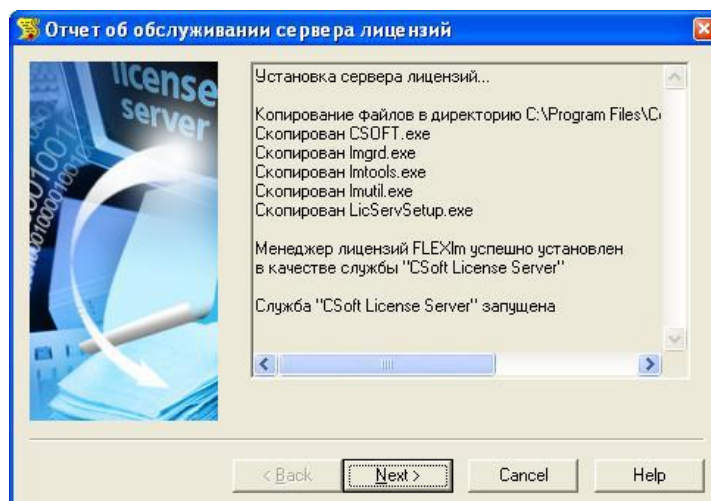 Отчет об обслуживании сервера лицензий
license
server
Установка сервера лицензий...
Копирование файлов в директорию C:\Program Files\C
Скопирован CSOFT.exe
Скопирован lmgrd.exe
Скопирован lmtools.exe
Скопирован lmutil.exe
Скопирован LicServSetup.exe
Менеджер лицензий FLEXlm успешно установлен
в качестве службы "CSoft License Server"
Служба "CSoft License Server" запущена
< Back
Next >
Cancel
Help